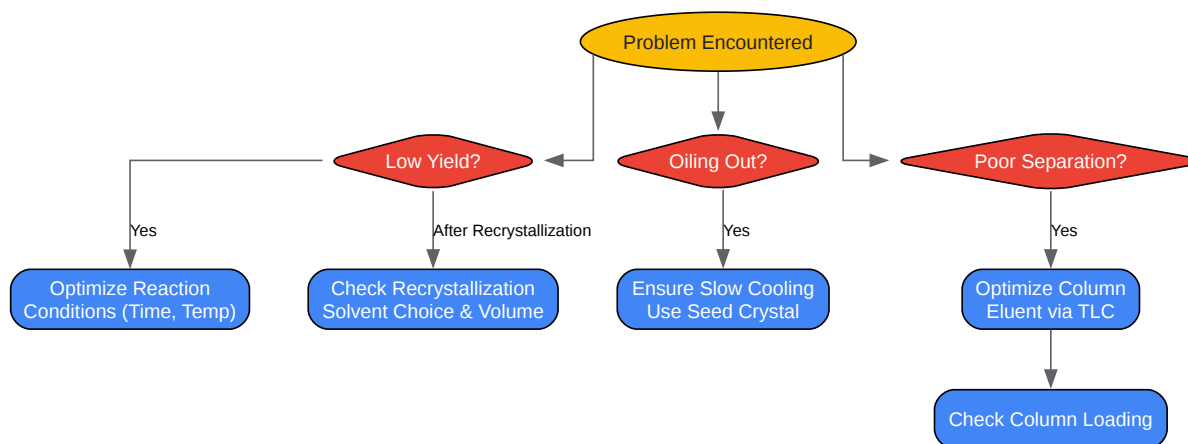 Problem Encountered
Low Yield?
Oiling Out?
Poor Separation?
Yes
After Recrystallization
Yes
Yes
Optimize Reaction
Conditions (Time, Temp)
Check Recrystallization
Solvent Choice & Volume
Ensure Slow Cooling
Use Seed Crystal
Optimize Column
Eluent via TLC
Check Column Loading